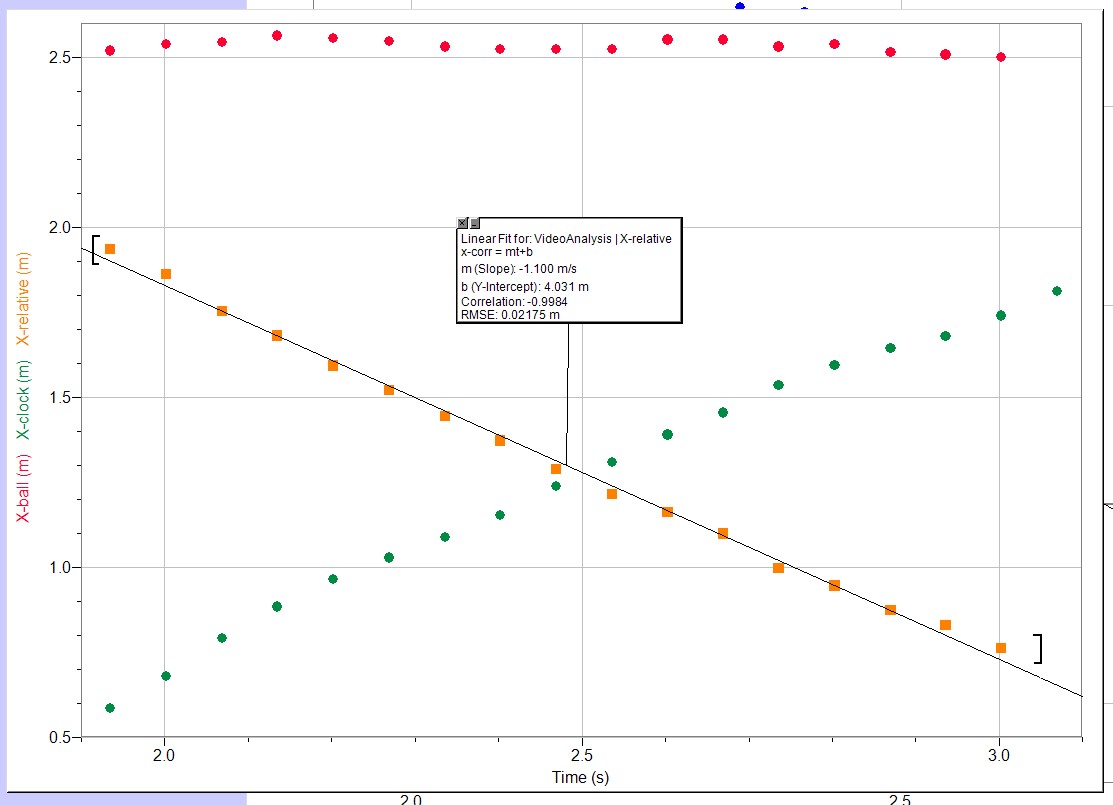 2.5
2.0
1.5
1.0
0.5
X-ball (m) X-clock (m) X-relative (m)
Linear Fit for: VideoAnalysis | X-relative
x-corr = mt+b
m (Slope): -1.100 m/s
b (Y-Intercept): 4.031 m
Correlation: -0.9984
RMSE: 0.02175 m
2.0 2.5 3.0
Time (s)
2.0 2.5